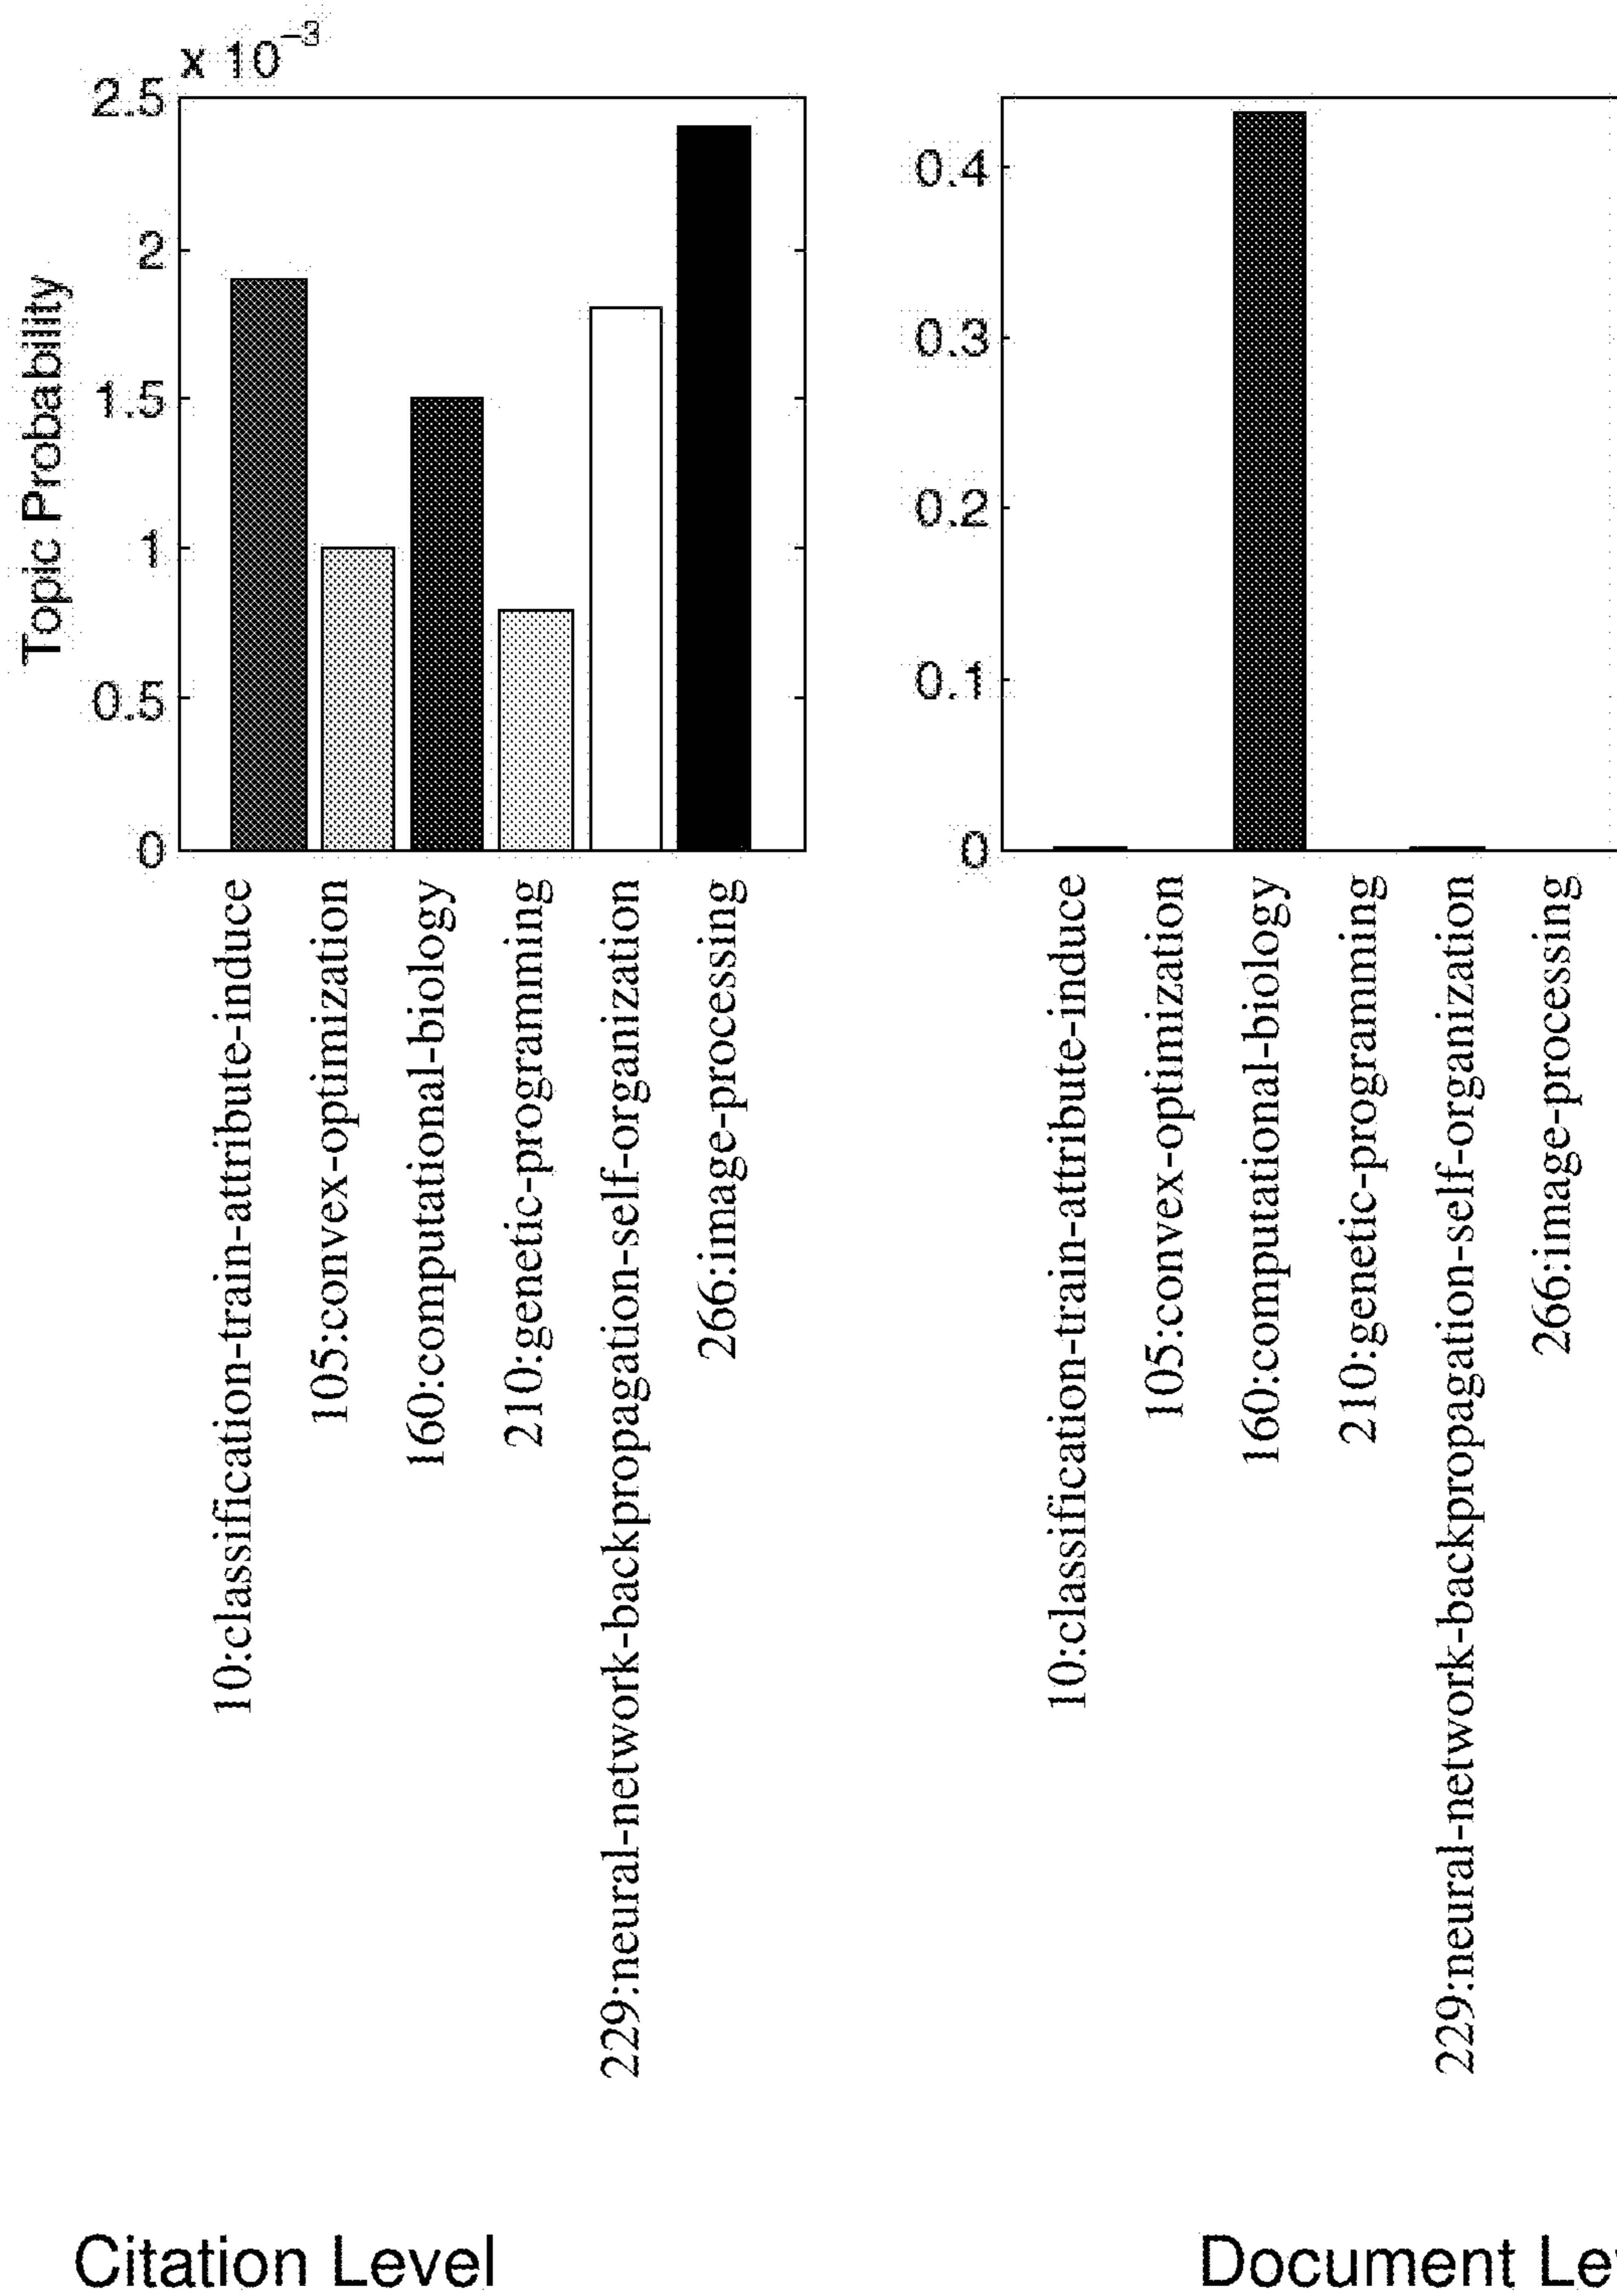 x 10^-3
2.5
2
1.5
1
0.5
0
Topic Probability
10:classification-train-attribute-induce
105:convex-optimization
160:computational-biology
210:genetic-programming
229:neural-network-backpropagation-self-organization
266:image-processing
Citation Level
0.4
0.3
0.2
0.1
0
10:classification-train-attribute-induce
105:convex-optimization
160:computational-biology
210:genetic-programming
229:neural-network-backpropagation-self-organization
266:image-processing
Document Le